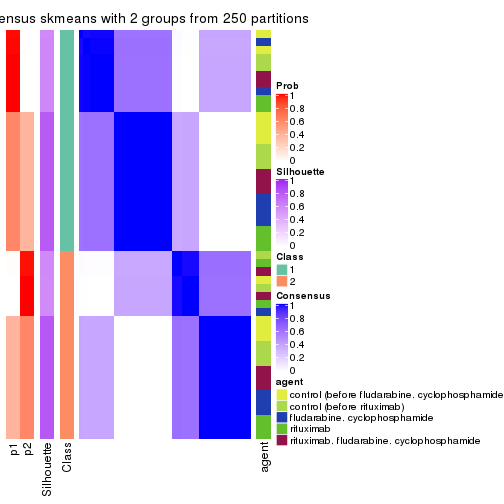 ensus skmeans with 2 groups from 250 partitions
Prob
1
0.8
0.6
0.4
0.2
0
Silhouette
1
0.8
0.6
0.4
0.2
0
Class
1
2
Consensus
1
0.8
0.6
0.4
0.2
0
agent
control (before fludarabine. cyclophosphamide
control (before rituximab)
fludarabine. cyclophosphamide
rituximab
rituximab. fludarabine. cyclophosphamide
p1
p2
Silhouette
Class
agent